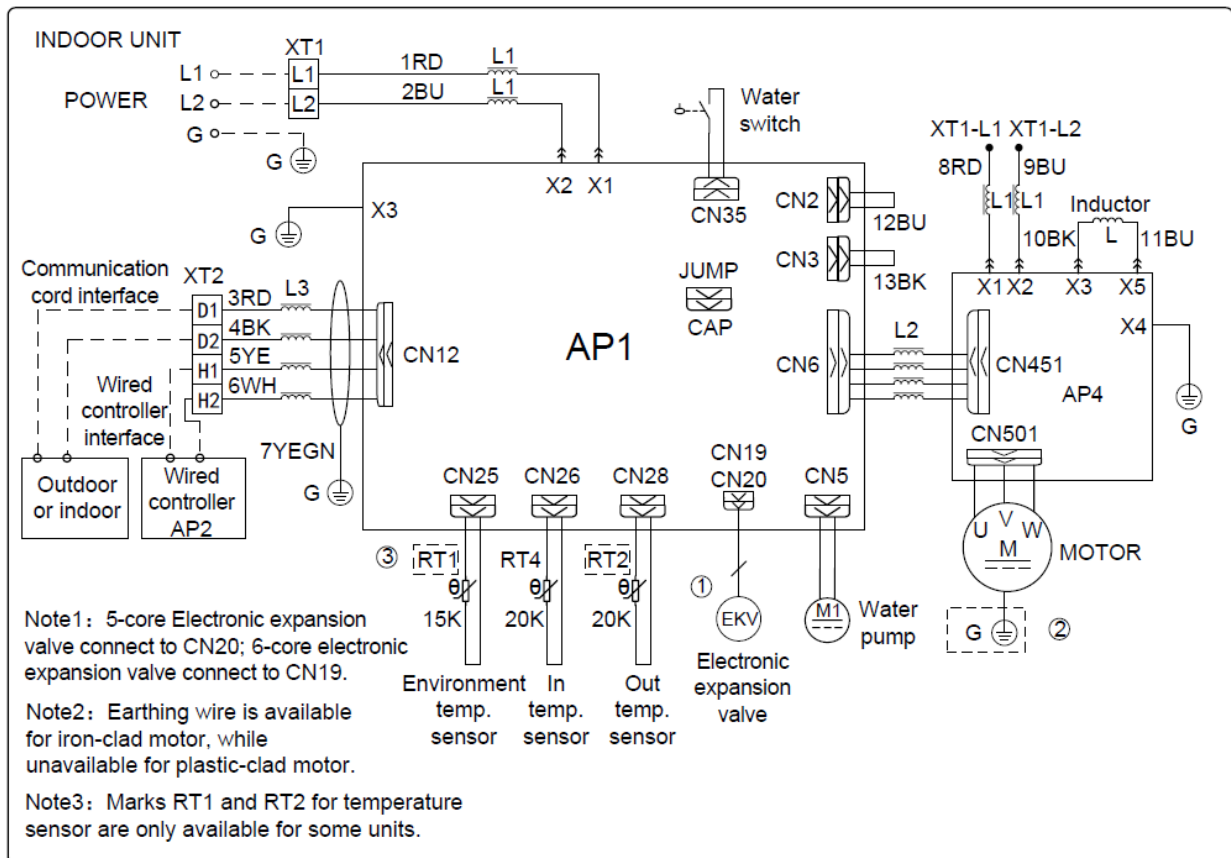 INDOOR UNIT
XT1
L1
L1
1RD
L1
POWER
L2
L2
2BU
L1
G
G
Water
switch
XT1-L1
XT1-L2
8RD
9BU
L1
L1
Inductor
10BK
L
11BU
X2
X1
X3
G
CN35
CN2
12BU
CN3
13BK
X1
X2
X3
X5
X4
Communication
cord interface
XT2
D1
3RD
L3
D2
4BK
H1
5YE
H2
6WH
CN12
JUMP
CAP
AP1
CN6
L2
CN451
AP4
G
Wired
controller
interface
7YEGN
G
Outdoor
or indoor
Wired
controller
AP2
CN25
CN26
CN28
CN19
CN20
CN5
CN501
U
V
W
M
MOTOR
G
②
③
RT1
RT4
RT2
θ
θ
θ
15K
20K
20K
①
EKV
M1
Water
pump
Environment
temp.
sensor
In
temp.
sensor
Out
temp.
sensor
Electronic
expansion
valve
Note1：5-core Electronic expansion
valve connect to CN20; 6-core electronic
expansion valve connect to CN19.
Note2：Earthing wire is available
for iron-clad motor, while
unavailable for plastic-clad motor.
Note3：Marks RT1 and RT2 for temperature
sensor are only available for some units.